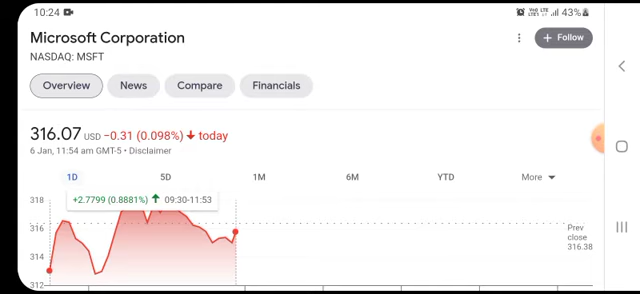 10:24 43%
Microsoft Corporation
+ Follow
NASDAQ: MSFT
Overview News Compare Financials
316.07 USD −0.31 (0.098%) ↓ today
6 Jan, 11:54 am GMT-5 • Disclaimer
1D 5D 1M 6M YTD More
+2.7799 (0.8881%) ↑ 09:30-11:53
318
316
314
312
Prev
close
316.38